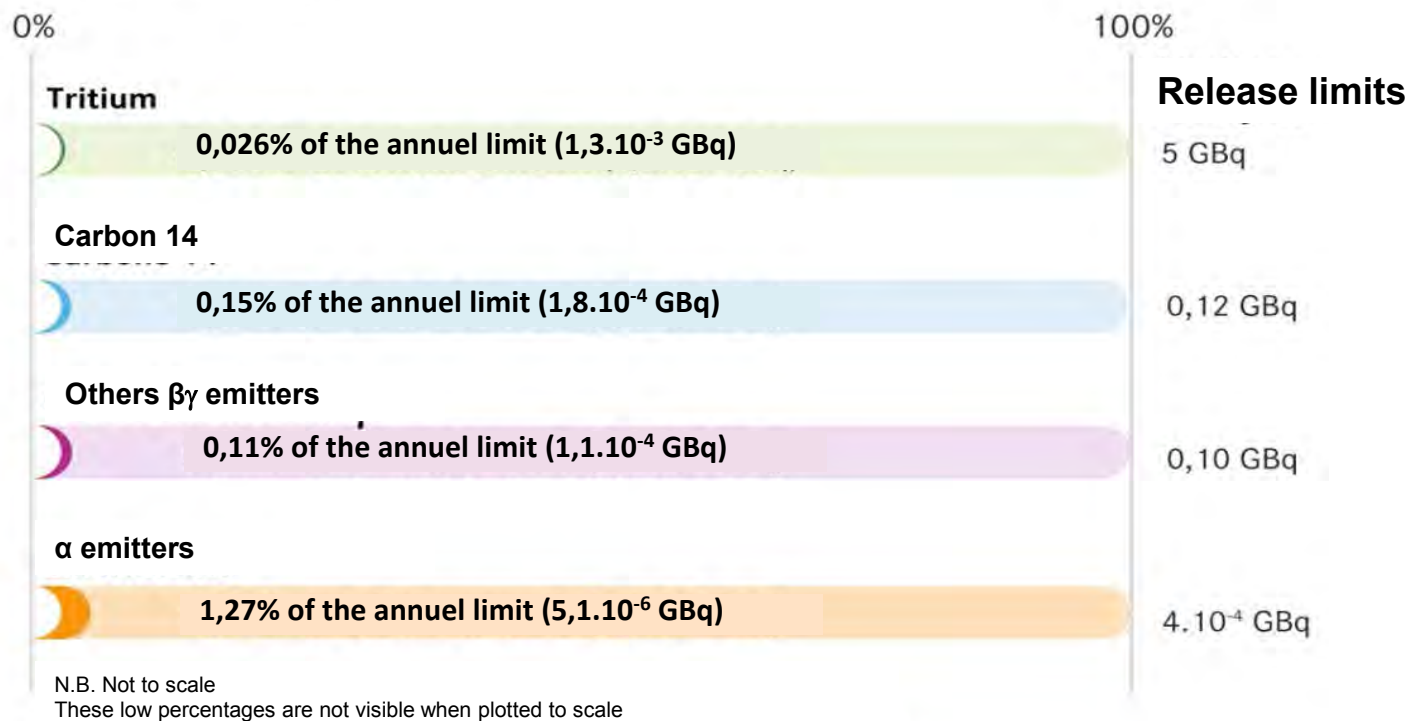 0% 100%
Release limits
Tritium
0,026% of the annuel limit (1,3.10⁻³ GBq) 5 GBq
Carbon 14
0,15% of the annuel limit (1,8.10⁻⁴ GBq) 0,12 GBq
Others βγ emitters
0,11% of the annuel limit (1,1.10⁻⁴ GBq) 0,10 GBq
α emitters
1,27% of the annuel limit (5,1.10⁻⁶ GBq) 4.10⁻⁴ GBq
N.B. Not to scale
These low percentages are not visible when plotted to scale